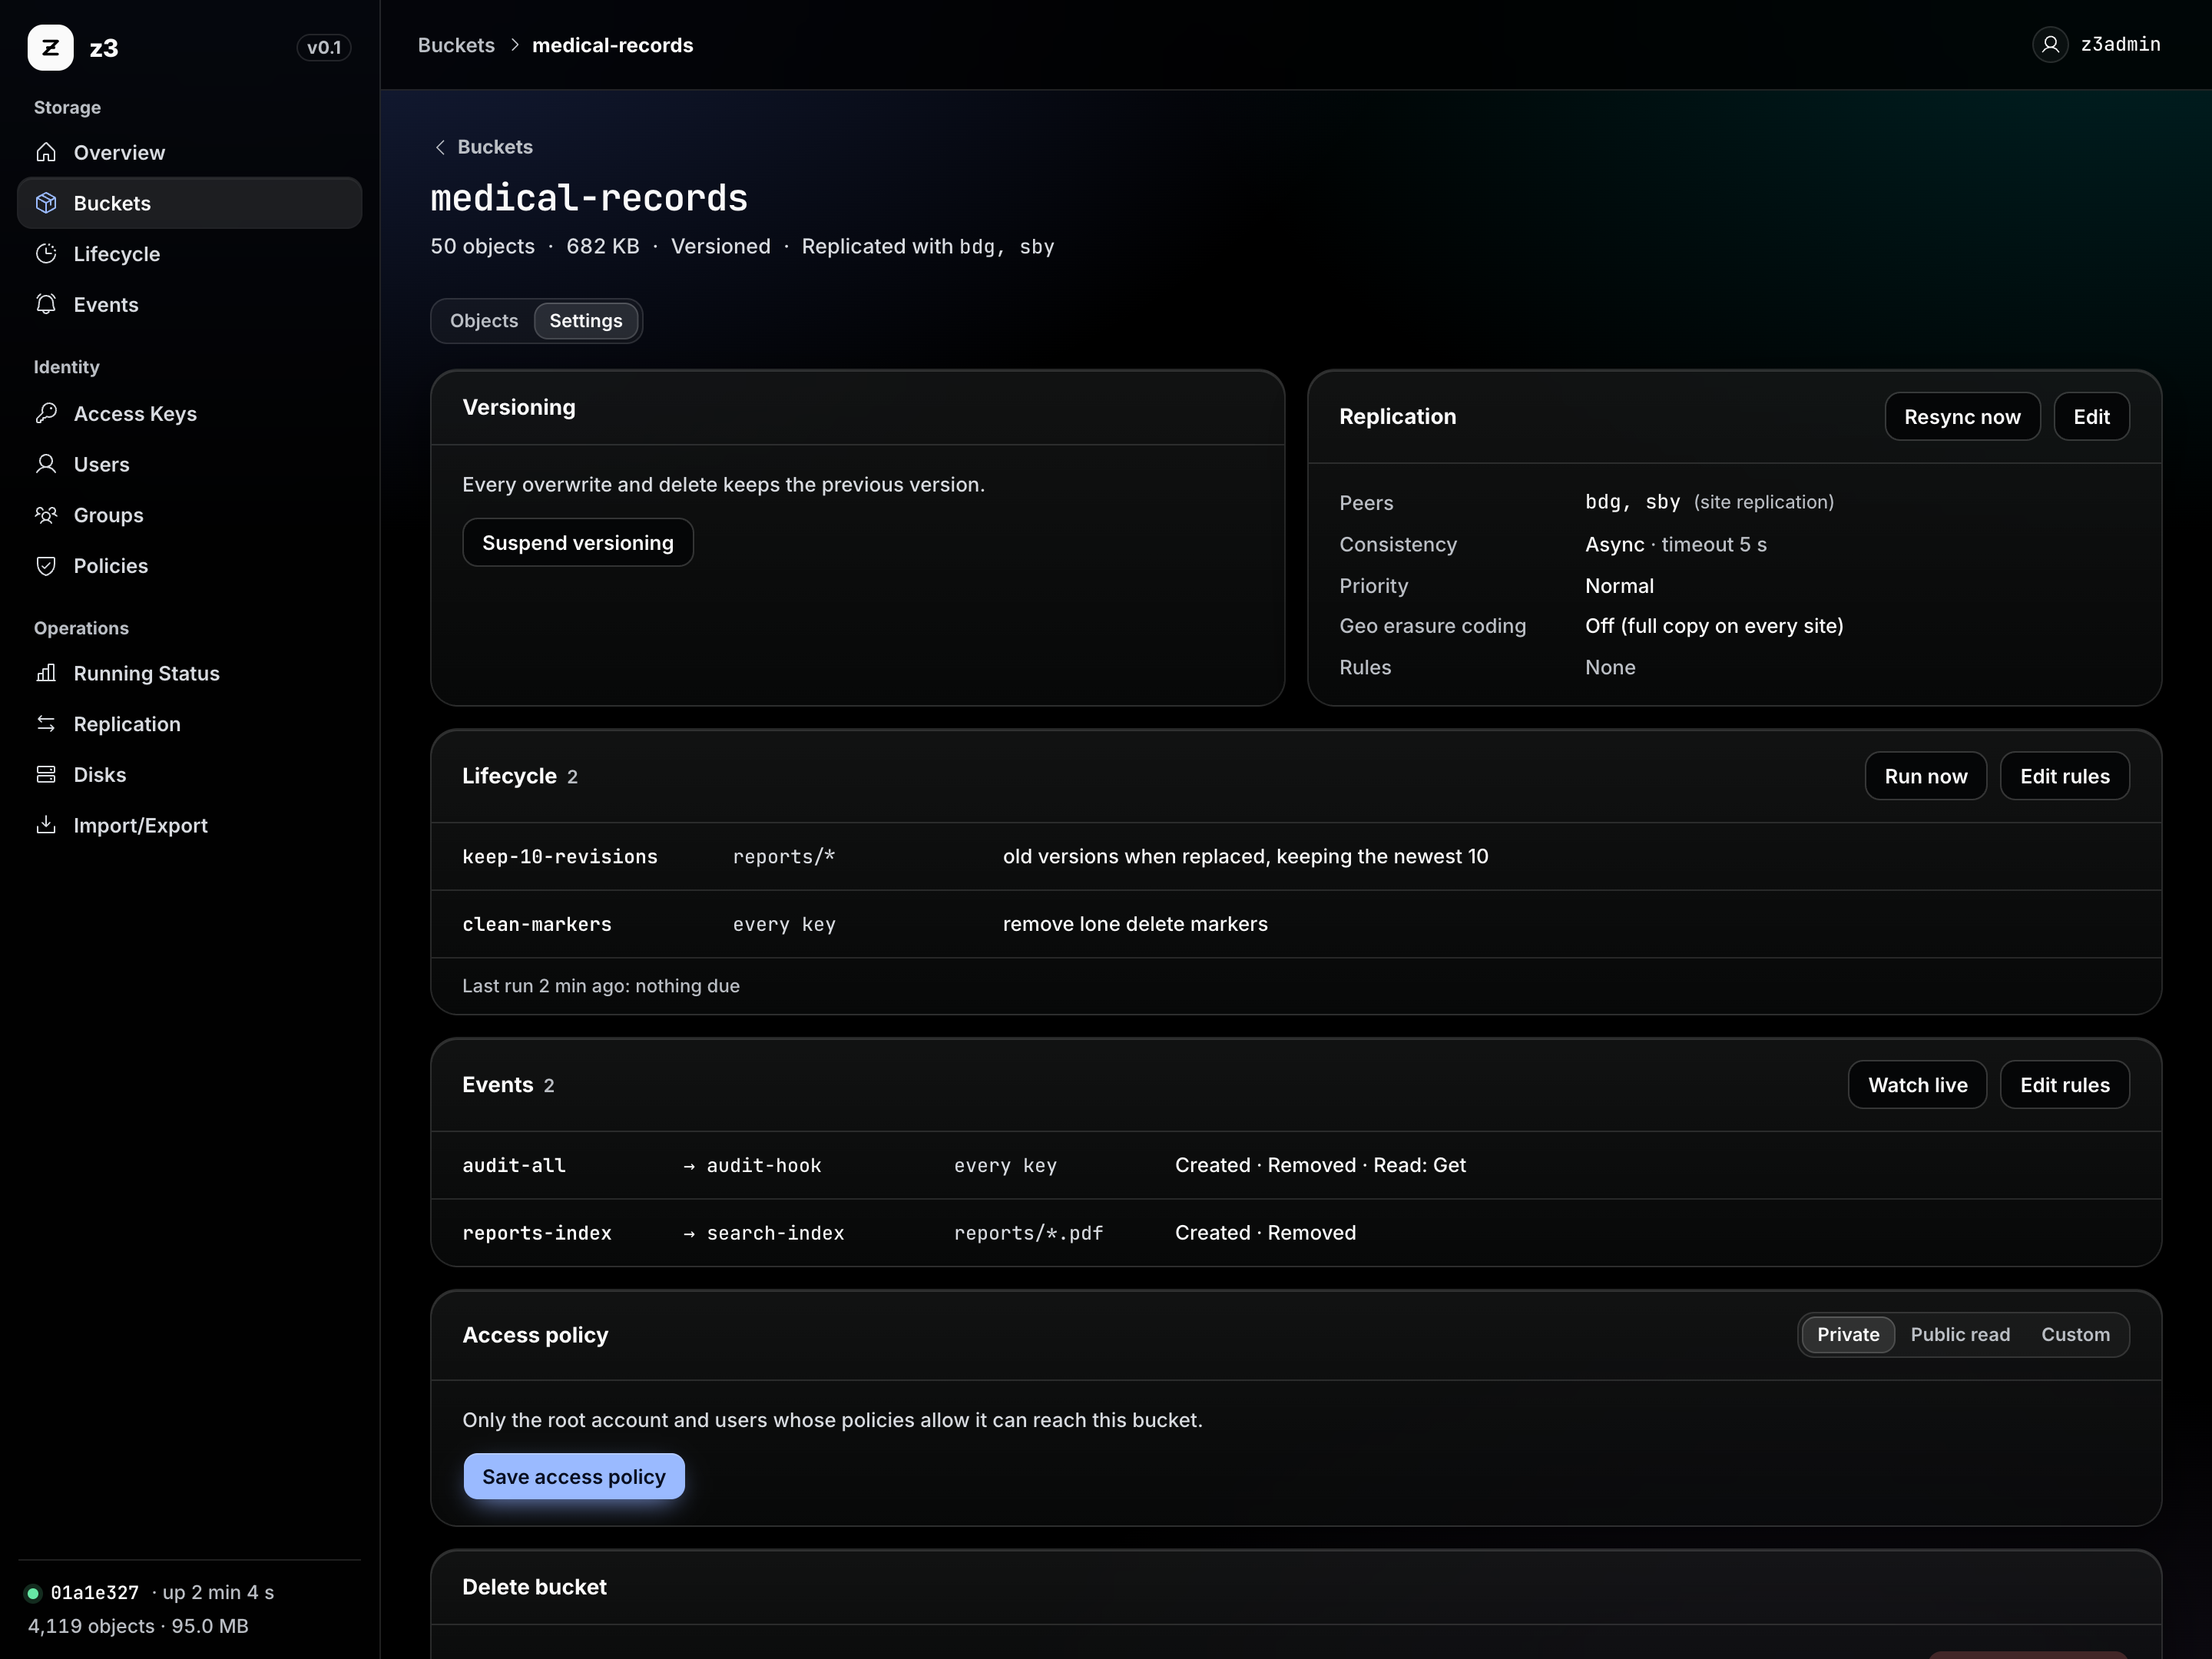 z3
v0.1
Storage
Overview
Buckets
Lifecycle
Events
Identity
Access Keys
Users
Groups
Policies
Operations
Running Status
Replication
Disks
Import/Export
01a1e327 · up 2 min 4 s
4,119 objects · 95.0 MB
Buckets > medical-records
z3admin
Buckets
medical-records
50 objects · 682 KB · Versioned · Replicated with bdg, sby
Objects Settings
Versioning
Every overwrite and delete keeps the previous version.
Suspend versioning
Replication Resync now Edit
Peers bdg, sby (site replication)
Consistency Async · timeout 5 s
Priority Normal
Geo erasure coding Off (full copy on every site)
Rules None
Lifecycle 2 Run now Edit rules
keep-10-revisions reports/* old versions when replaced, keeping the newest 10
clean-markers every key remove lone delete markers
Last run 2 min ago: nothing due
Events 2 Watch live Edit rules
audit-all → audit-hook every key Created · Removed · Read: Get
reports-index → search-index reports/*.pdf Created · Removed
Access policy Private Public read Custom
Only the root account and users whose policies allow it can reach this bucket.
Save access policy
Delete bucket